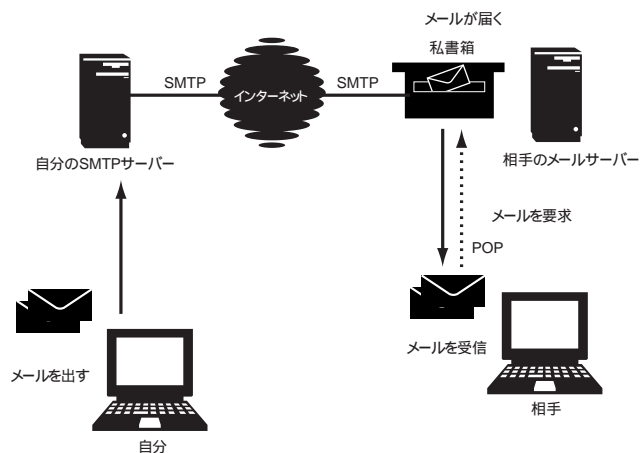 メールが届く
私書箱
SMTP
インターネット
SMTP
自分のSMTPサーバー
相手のメールサーバー
メールを要求
POP
メールを出す
メールを受信
自分
相手